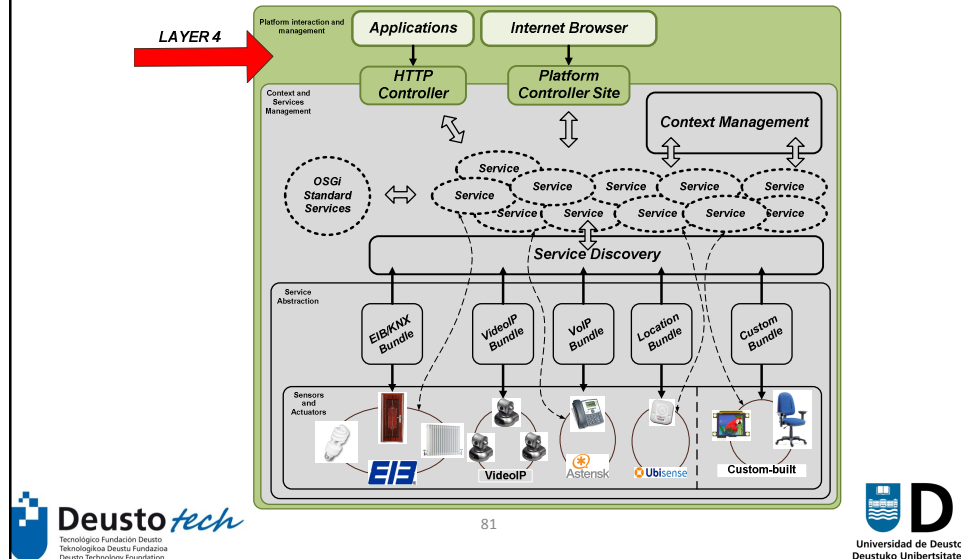 LAYER 4
Platform interaction and
management
Applications
Internet Browser
HTTP
Controller
Platform
Controller Site
Context and
Services
Management
Context Management
OSGi
Standard
Services
Service
Service
Service
Service
Service
Service
Service
Service
Service
Service
Service
Service Discovery
Service
Abstraction
EIB/KNX
Bundle
VideoIP
Bundle
VoIP
Bundle
Location
Bundle
Custom
Bundle
Sensors
and
Actuators
EIB
VideoIP
Asterisk
Ubisense
Custom-built
Deusto tech
Tecnológico Fundación Deusto
Teknologikoa Deustu Fundazioa
Deusto Technology Foundation
81
D
Universidad de Deusto
Deustuko Unibertsitate